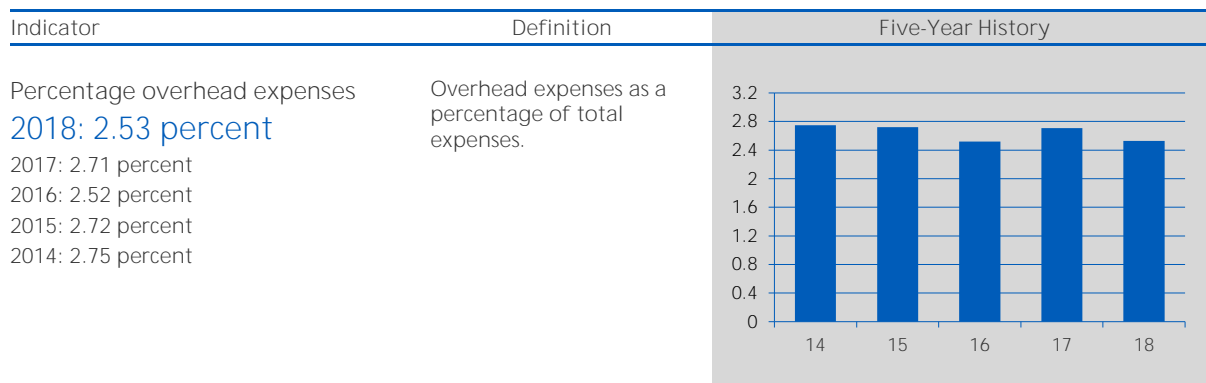 Indicator Definition Five-Year History
Percentage overhead expenses
2018: 2.53 percent
2017: 2.71 percent
2016: 2.52 percent
2015: 2.72 percent
2014: 2.75 percent
Overhead expenses as a
percentage of total
expenses.
3.2
2.8
2.4
2
1.6
1.2
0.8
0.4
0
14 15 16 17 18